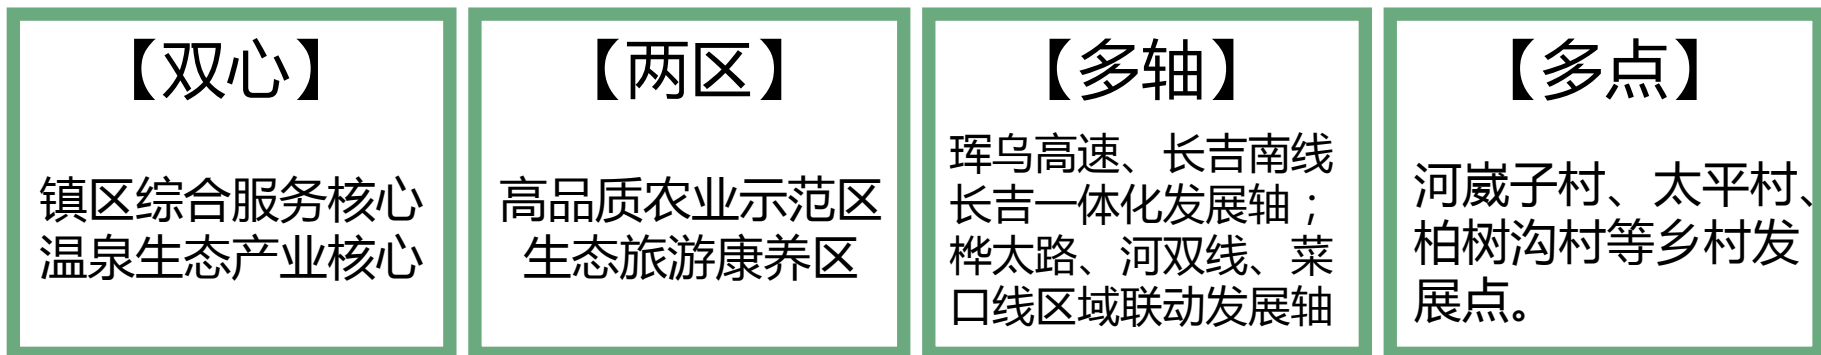 【双心】
镇区综合服务核心
温泉生态产业核心
【两区】
高品质农业示范区
生态旅游康养区
【多轴】
珲乌高速、长吉南线
长吉一体化发展轴；
桦太路、河双线、菜
口线区域联动发展轴
【多点】
河崴子村、太平村、
柏树沟村等乡村发
展点。